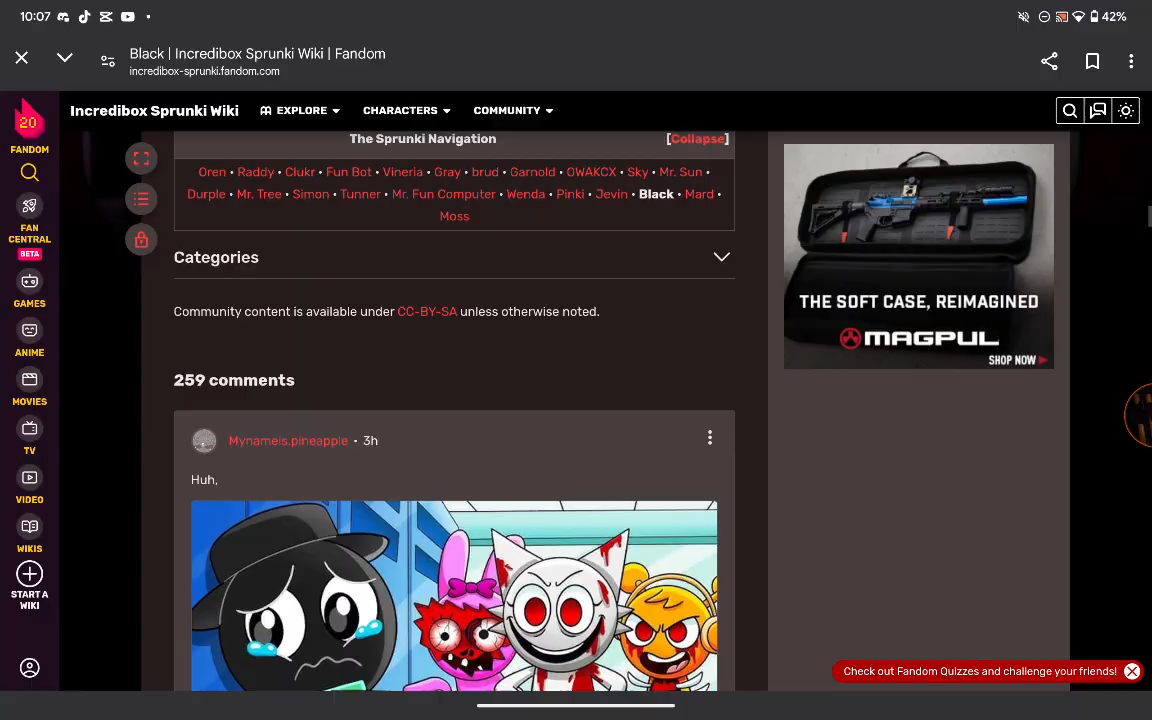 10:07
42%
Black | Incredibox Sprunki Wiki | Fandom
incredibox-sprunki.fandom.com
20
FANDOM
FAN
CENTRAL
BETA
GAMES
ANIME
MOVIES
TV
VIDEO
WIKIS
START A
WIKI
Incredibox Sprunki Wiki
EXPLORE
CHARACTERS
COMMUNITY
The Sprunki Navigation
[Collapse]
Oren • Raddy • Clukr • Fun Bot • Vineria • Gray • brud • Garnold • OWAKCX • Sky • Mr. Sun •
Durple • Mr. Tree • Simon • Tunner • Mr. Fun Computer • Wenda • Pinki • Jevin • Black • Mard •
Moss
Categories
Community content is available under CC-BY-SA unless otherwise noted.
259 comments
Mynameis.pineapple • 3h
Huh,
THE SOFT CASE, REIMAGINED
MAGPUL
SHOP NOW
Check out Fandom Quizzes and challenge your friends!